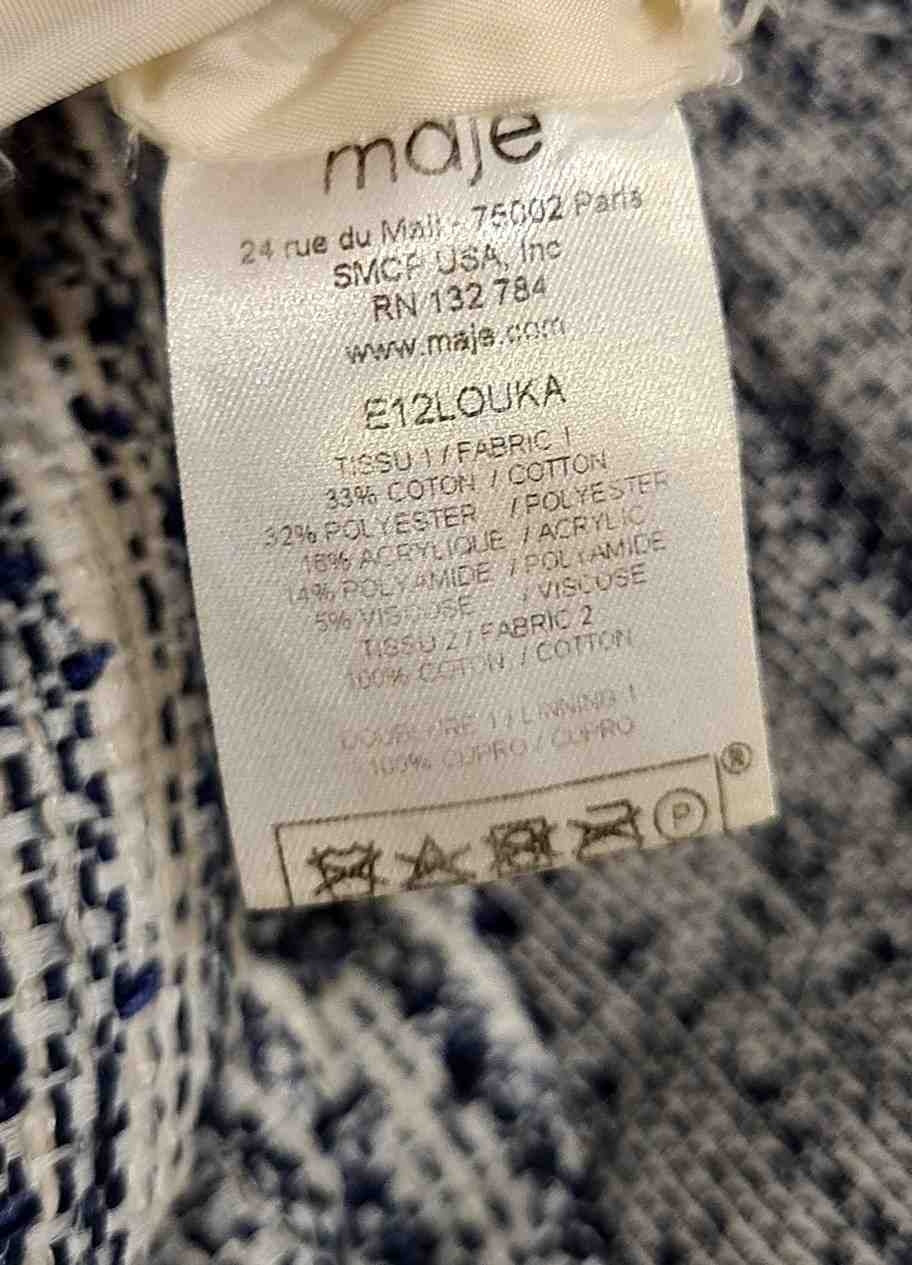 maje
24 rue du Mail - 75002 Paris
SMCP USA, Inc
RN 132 784
www.maje.com
E12LOUKA
TISSU 1 / FABRIC 1
33% COTON / COTTON
32% POLYESTER / POLYESTER
16% ACRYLIQUE / ACRYLIC
14% POLYAMIDE / POLYAMIDE
5% VISCOSE / VISCOSE
TISSU 2 / FABRIC 2
100% COTON / COTTON
DOUBLURE 1 / LINNING 1
100% CUPRO / CUPRO
®
P